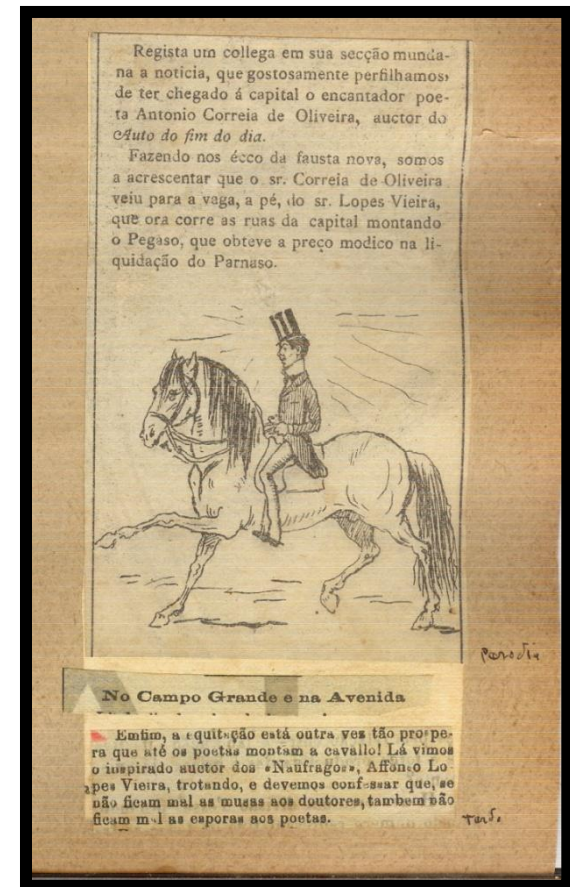 Regista um collega em sua secção munda-
na a noticia, que gostosamente perfilhamos,
de ter chegado á capital o encantador poe-
ta Antonio Correia de Oliveira, auctor do
Auto do fim do dia.
Fazendo nos écco da fausta nova, somos
a acrescentar que o sr. Correia de Oliveira
veiu para a vaga, a pé, do sr. Lopes Vieira,
que ora corre as ruas da capital montando
o Pegaso, que obteve a preço modico na li-
quidação do Parnaso.
Parodia
No Campo Grande e na Avenida
Emfim, a equitação está outra ves tão prospe-
ra que até os poetas montam a cavallo! Lá vimos
o inspirado auctor dos «Naufragos», Affonso Lo
pes Vieira, trotando, e devemos confessar que, se
não ficam mal as musas aos doutores, tambem não
ficam mal as esporas aos poetas.